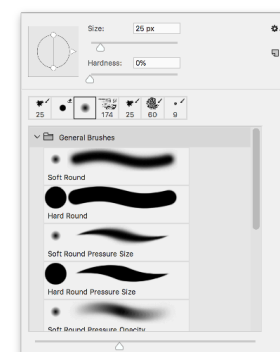 Size: 25 px
Hardness: 0%
25 174 25 60 9
General Brushes
Soft Round
Hard Round
Soft Round Pressure Size
Hard Round Pressure Size
Soft Round Pressure Opacity